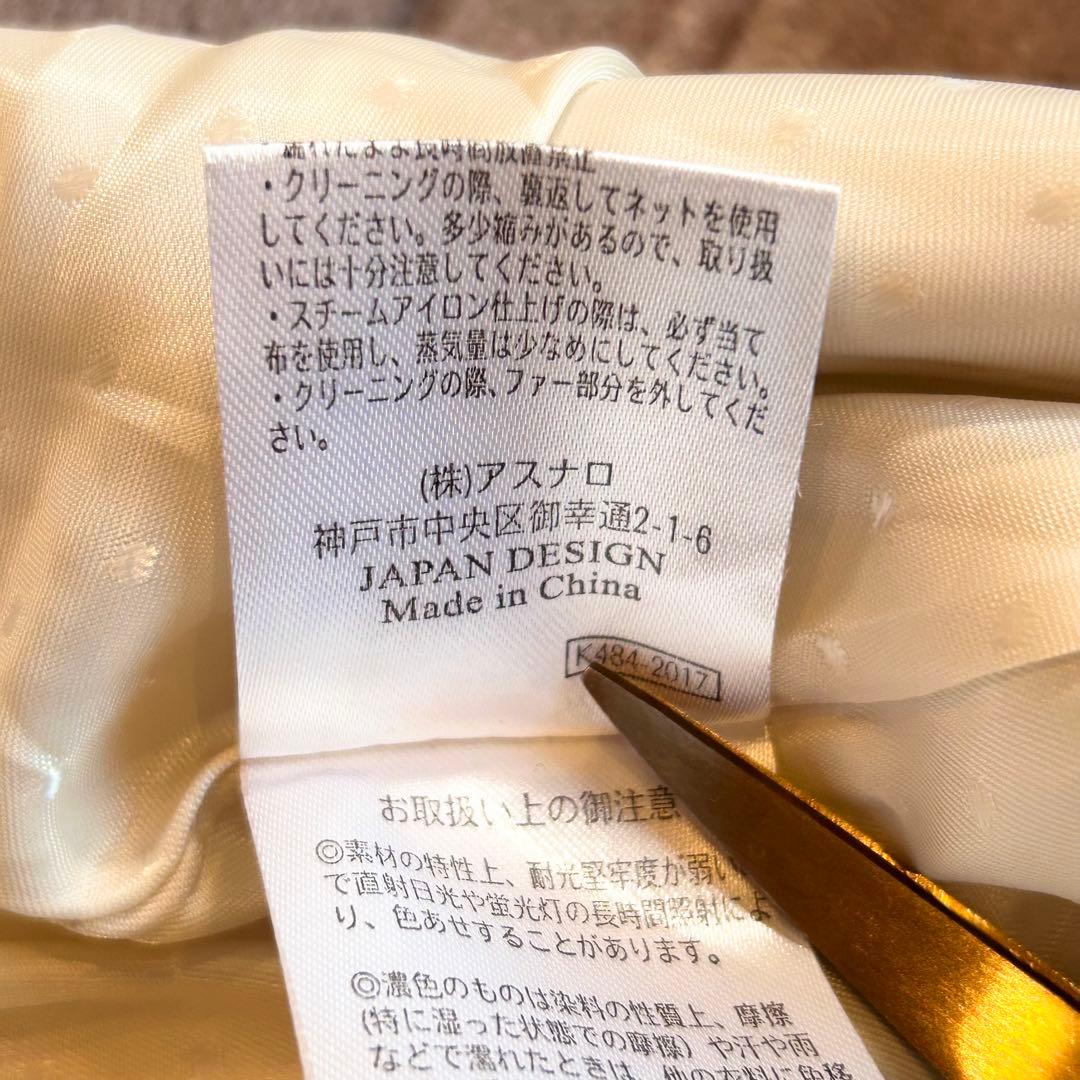 ・濡れたまま長時間放置禁止
・クリーニングの際、裏返してネットを使用
してください。多少縮みがあるので、取り扱
いには十分注意してください。
・スチームアイロン仕上げの際は、必ず当て
布を使用し、蒸気量は少なめにしてください。
・クリーニングの際、ファー部分を外してくだ
さい。
(株)アスナロ
神戸市中央区御幸通2-1-6
JAPAN DESIGN
Made in China
K484-2017
お取扱い上の御注意
◎素材の特性上、耐光堅牢度が弱い
で直射日光や蛍光灯の長時間照射によ
り、色あせすることがあります。
◎濃色のものは染料の性質上、摩擦
(特に湿った状態での摩擦)や汗や雨
などで濡れたときは、他の衣料に色移